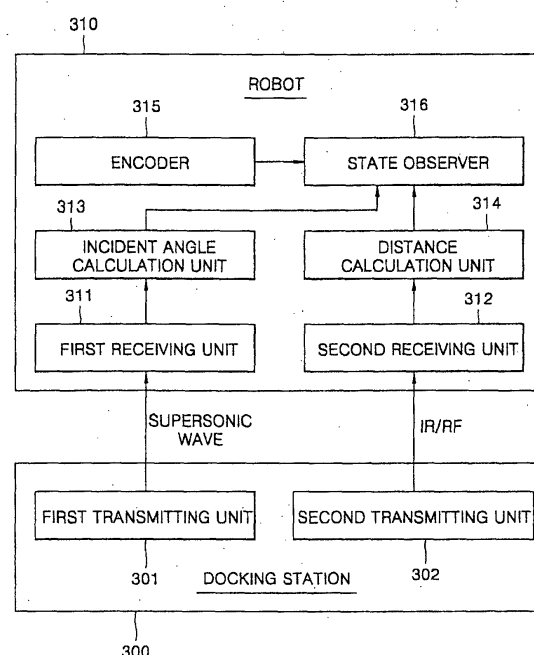 310
ROBOT
315
316
ENCODER
STATE OBSERVER
313
314
INCIDENT ANGLE
CALCULATION UNIT
DISTANCE
CALCULATION UNIT
311
312
FIRST RECEIVING UNIT
SECOND RECEIVING UNIT
SUPERSONIC
WAVE
IR/RF
FIRST TRANSMITTING UNIT
SECOND TRANSMITTING UNIT
301
DOCKING STATION
302
300